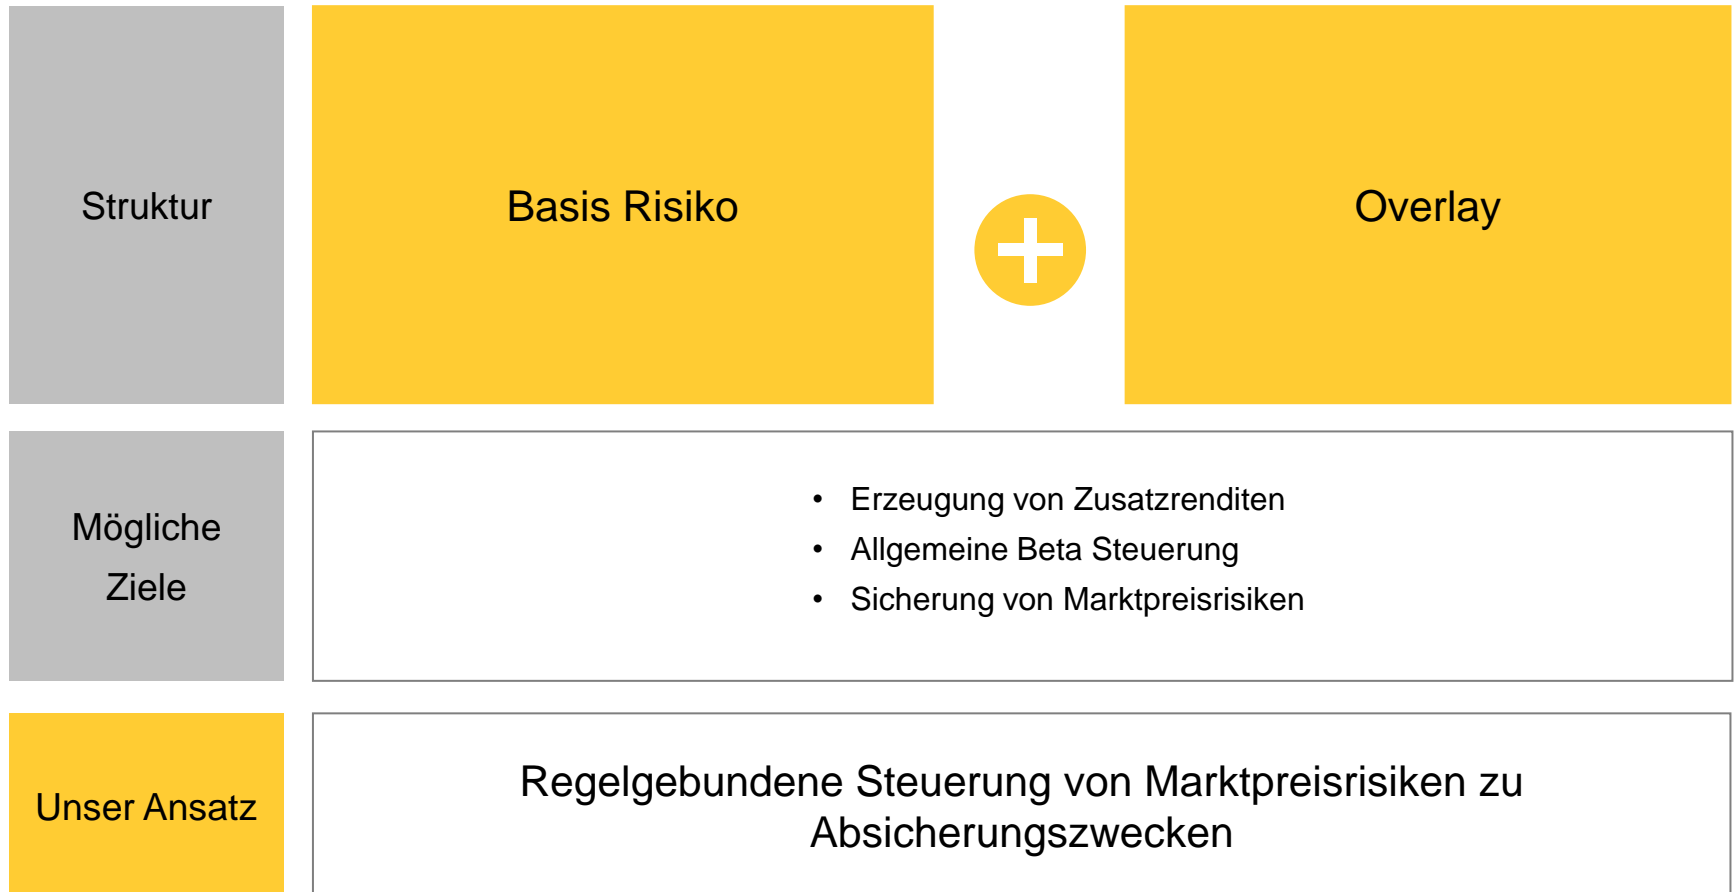 Struktur
Basis Risiko
Overlay
Mögliche
Ziele
• Erzeugung von Zusatzrenditen
• Allgemeine Beta Steuerung
• Sicherung von Marktpreisrisiken
Unser Ansatz
Regelgebundene Steuerung von Marktpreisrisiken zu
Absicherungszwecken